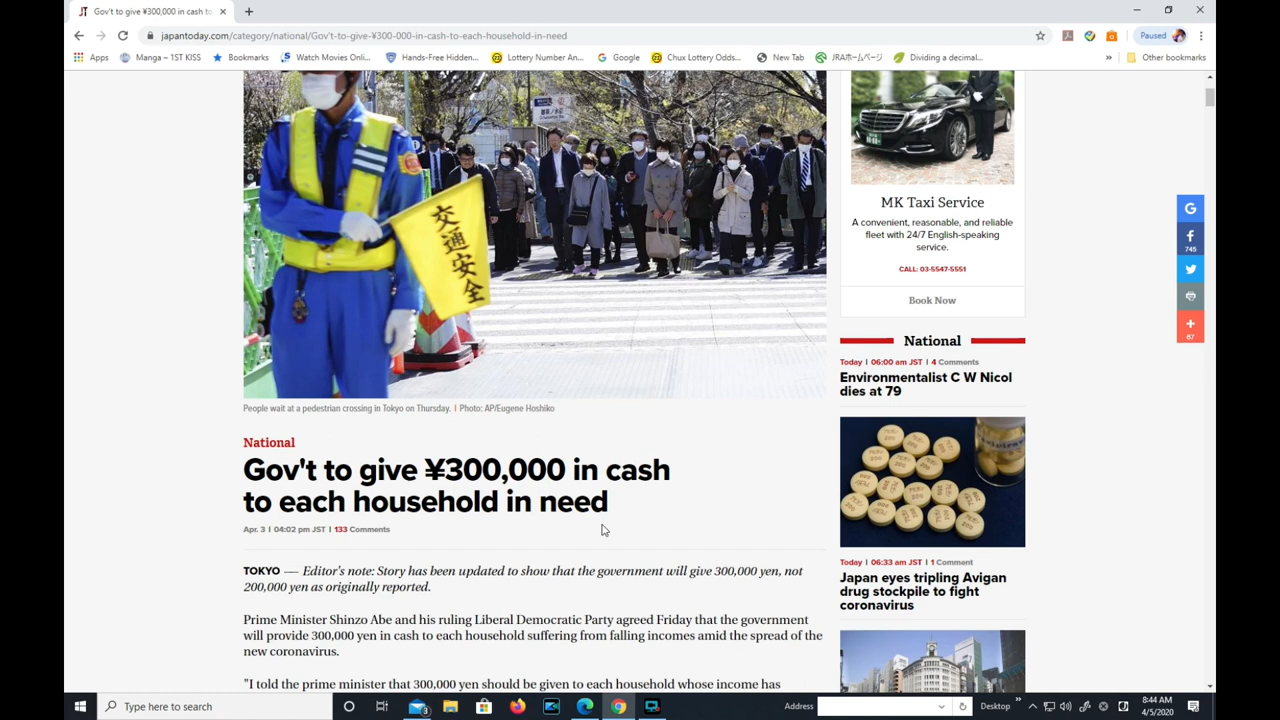 Gov't to give ¥300,000 in cash to
japantoday.com/category/national/Gov't-to-give-¥300-000-in-cash-to-each-household-in-need
Paused
Apps
Manga – 1ST KISS
Bookmarks
Watch Movies Onli...
Hands-Free Hidden...
Lottery Number An...
Google
Chux Lottery Odds...
New Tab
JRAホームページ
Dividing a decimal...
»
Other bookmarks
交通安全
People wait at a pedestrian crossing in Tokyo on Thursday. | Photo: AP/Eugene Hoshiko
National
Gov't to give ¥300,000 in cash
to each household in need
Apr. 3 | 04:02 pm JST | 133 Comments
TOKYO — Editor's note: Story has been updated to show that the government will give 300,000 yen, not
200,000 yen as originally reported.
Prime Minister Shinzo Abe and his ruling Liberal Democratic Party agreed Friday that the government
will provide 300,000 yen in cash to each household suffering from falling incomes amid the spread of the
new coronavirus.
"I told the prime minister that 300,000 yen should be given to each household whose income has
MK Taxi Service
A convenient, reasonable, and reliable
fleet with 24/7 English-speaking
service.
CALL: 03-5547-5551
Book Now
National
Today | 06:00 am JST | 4 Comments
Environmentalist C W Nicol
dies at 79
Today | 06:33 am JST | 1 Comment
Japan eyes tripling Avigan
drug stockpile to fight
coronavirus
745
67
Type here to search
3
Address
Desktop
8:44 AM
4/5/2020